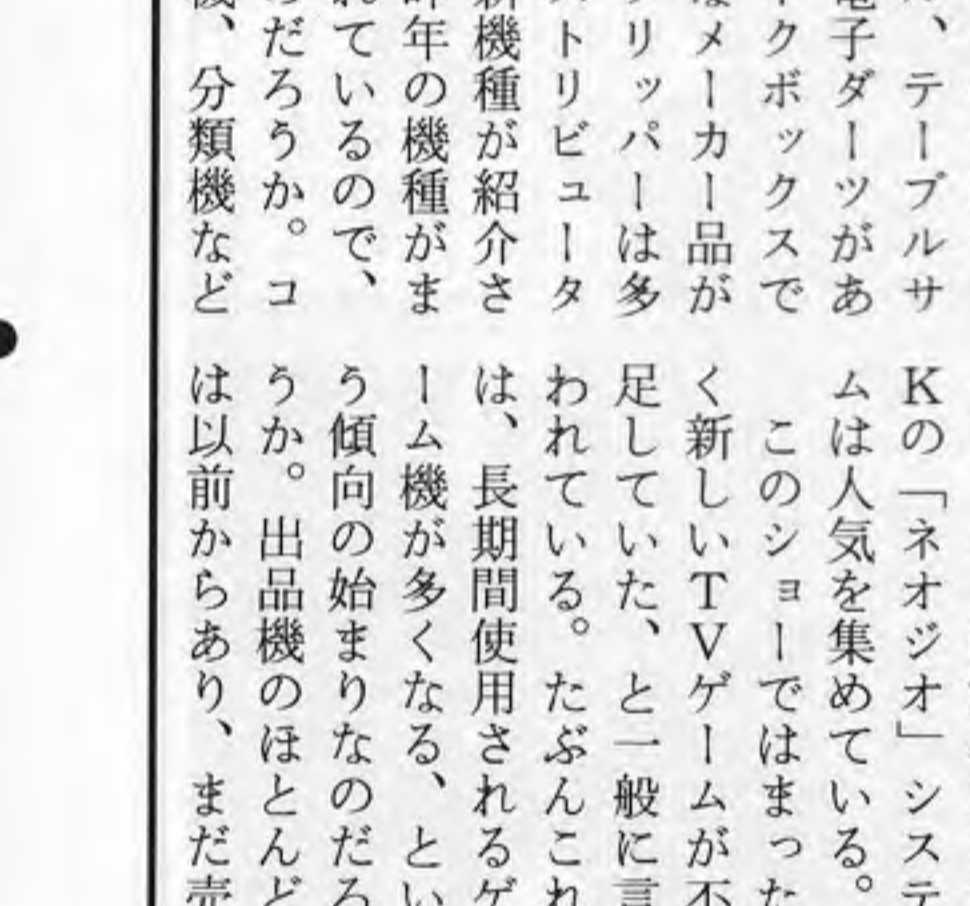 、テーブルサ
電子ダーツがあ
クボックスで
なメーカー品が
リッパーは多
トリビュータ
新機種が紹介さ
昨年の機種がま
れているので、
のだろうか。コ
機、分類機など
Kの「ネオジオ」システ
ムは人気を集めている。
このショーではまった
く新しいTVゲームが不
足していた、と一般に言
われている。たぶんこれ
は、長期間使用されるゲ
ーム機が多くなる、とい
う傾向の始まりなのだろ
うか。出品機のほとんど
は以前からあり、まだ売